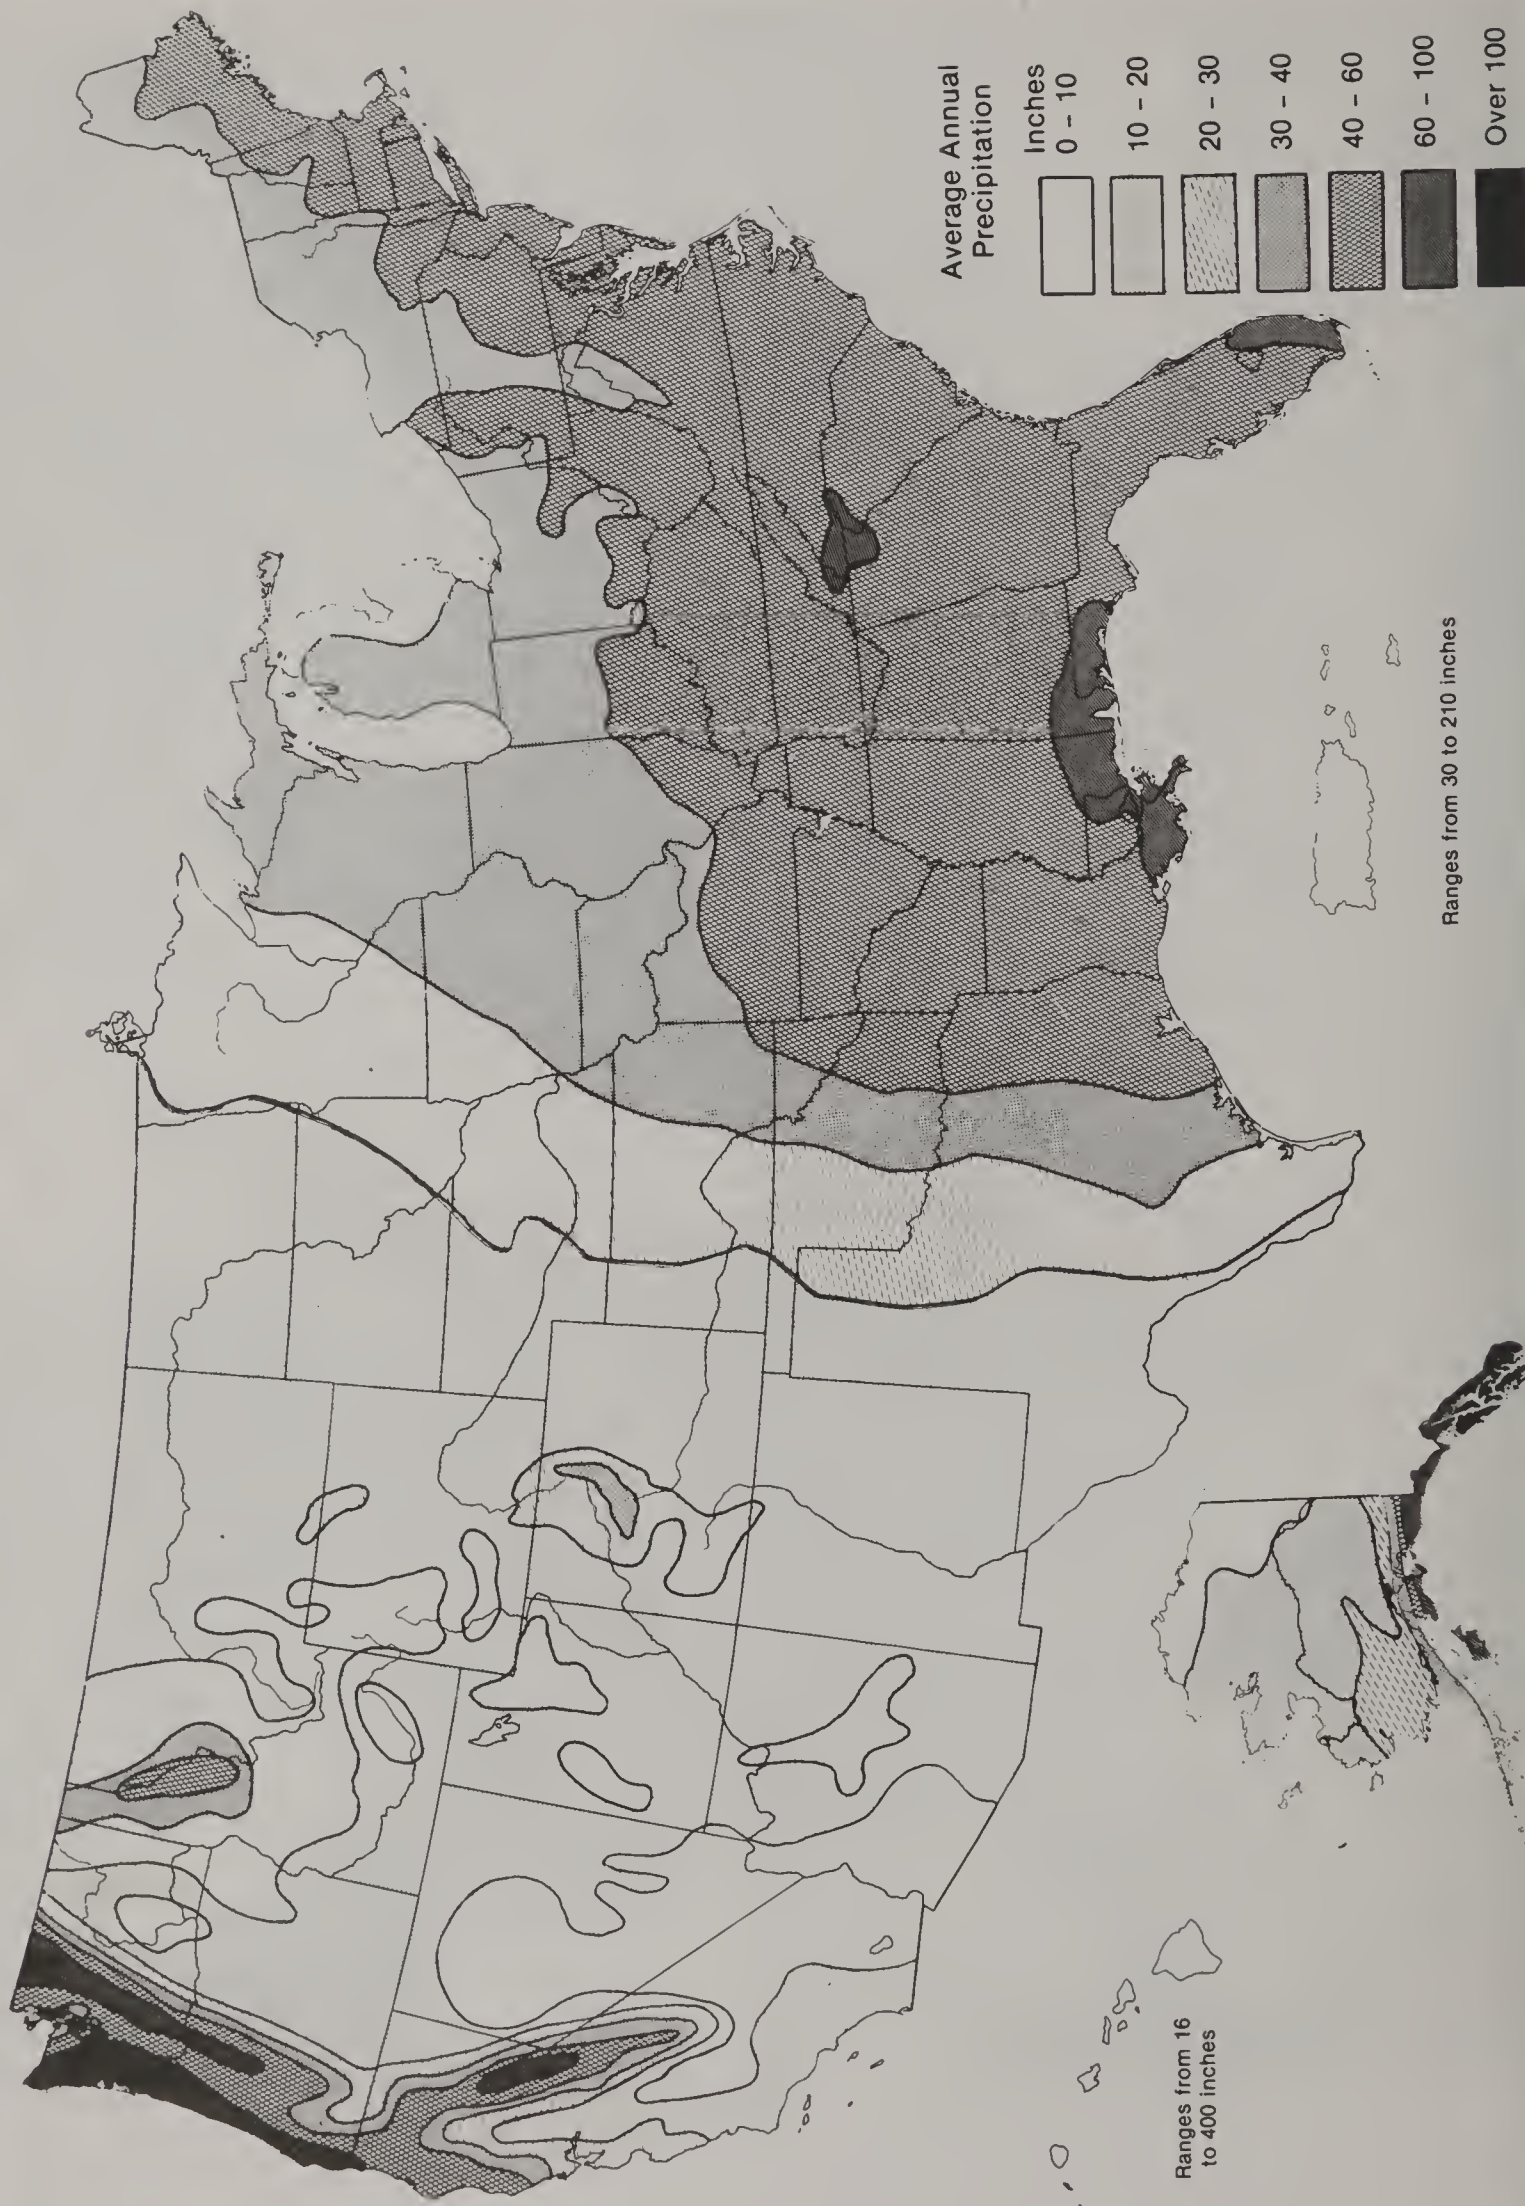 Average Annual
Precipitation
Inches
0 – 10
10 – 20
20 – 30
30 – 40
40 – 60
60 – 100
Over 100
Ranges from 30 to 210 inches
Ranges from 16
to 400 inches